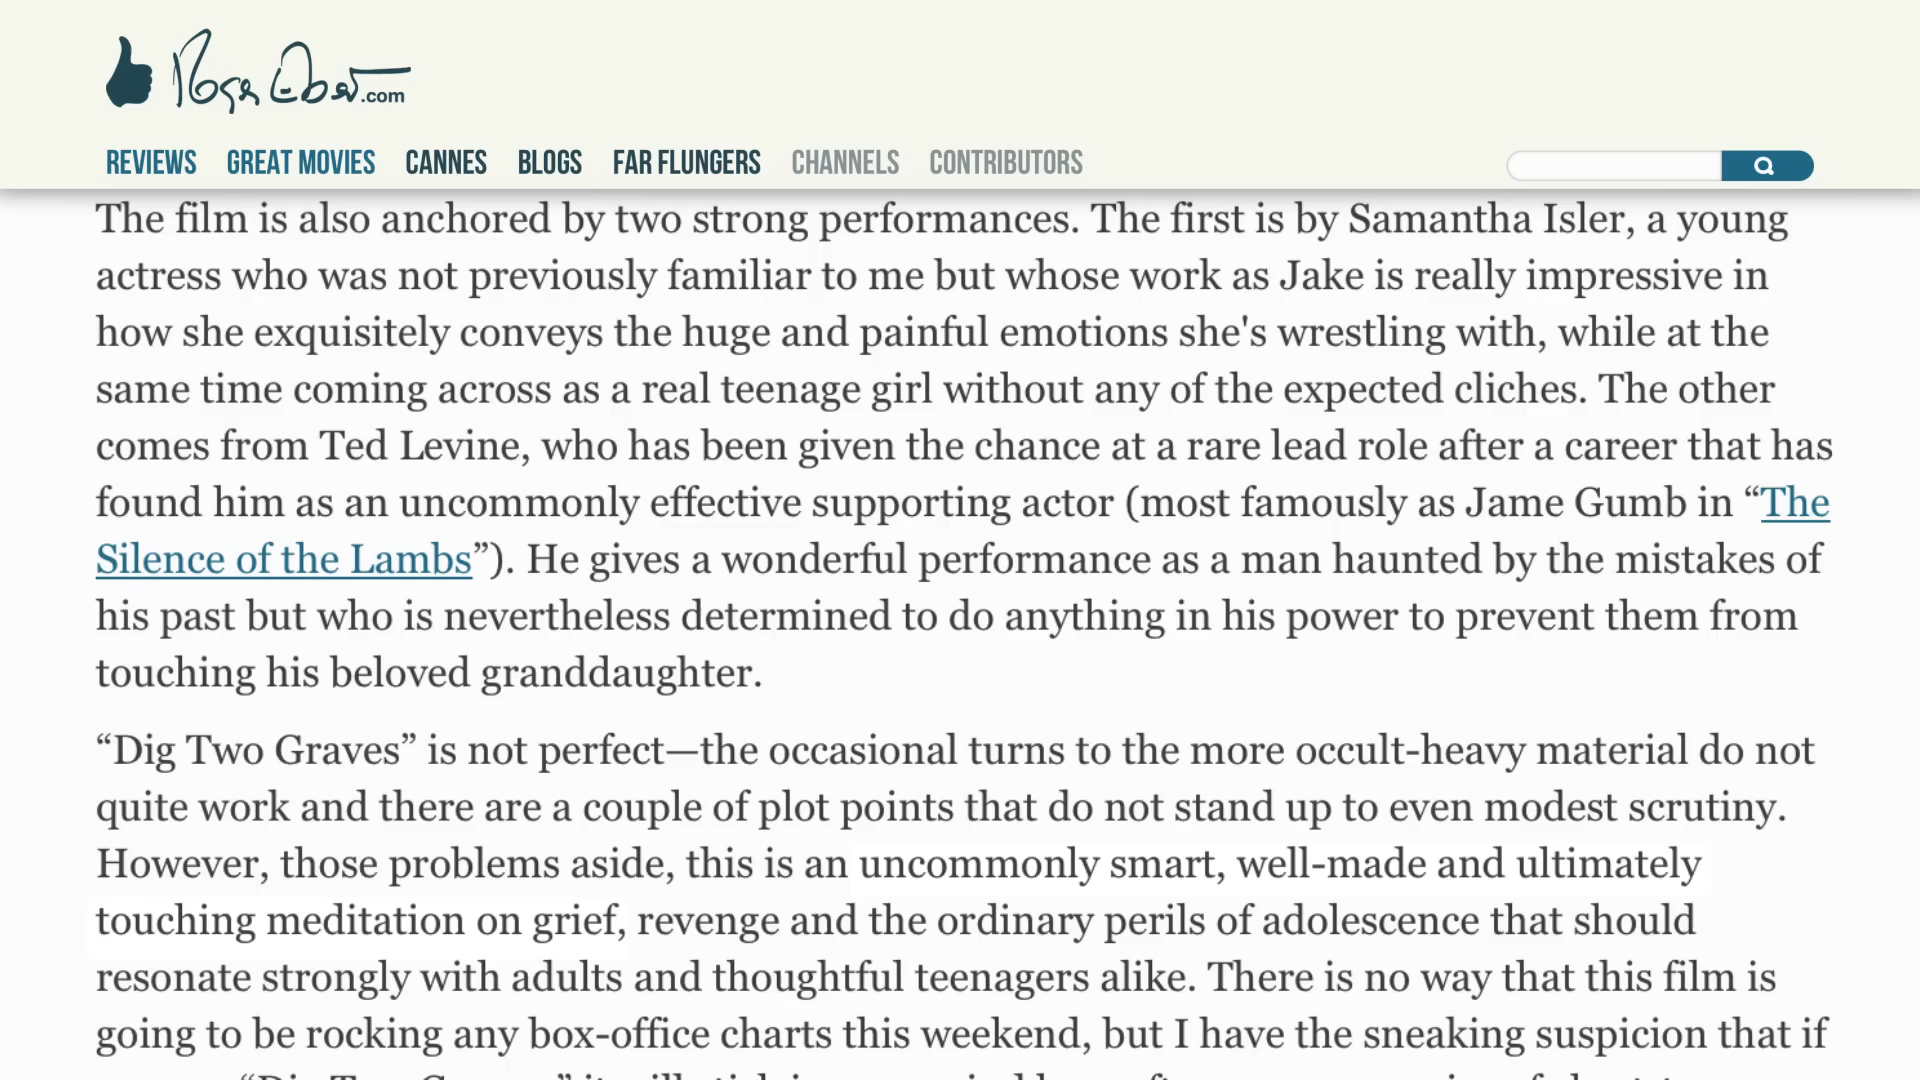 Roger Ebert.com
REVIEWS GREAT MOVIES CANNES BLOGS FAR FLUNGERS CHANNELS CONTRIBUTORS
The film is also anchored by two strong performances. The first is by Samantha Isler, a young
actress who was not previously familiar to me but whose work as Jake is really impressive in
how she exquisitely conveys the huge and painful emotions she's wrestling with, while at the
same time coming across as a real teenage girl without any of the expected cliches. The other
comes from Ted Levine, who has been given the chance at a rare lead role after a career that has
found him as an uncommonly effective supporting actor (most famously as Jame Gumb in “The
Silence of the Lambs”). He gives a wonderful performance as a man haunted by the mistakes of
his past but who is nevertheless determined to do anything in his power to prevent them from
touching his beloved granddaughter.
“Dig Two Graves” is not perfect—the occasional turns to the more occult-heavy material do not
quite work and there are a couple of plot points that do not stand up to even modest scrutiny.
However, those problems aside, this is an uncommonly smart, well-made and ultimately
touching meditation on grief, revenge and the ordinary perils of adolescence that should
resonate strongly with adults and thoughtful teenagers alike. There is no way that this film is
going to be rocking any box-office charts this weekend, but I have the sneaking suspicion that if